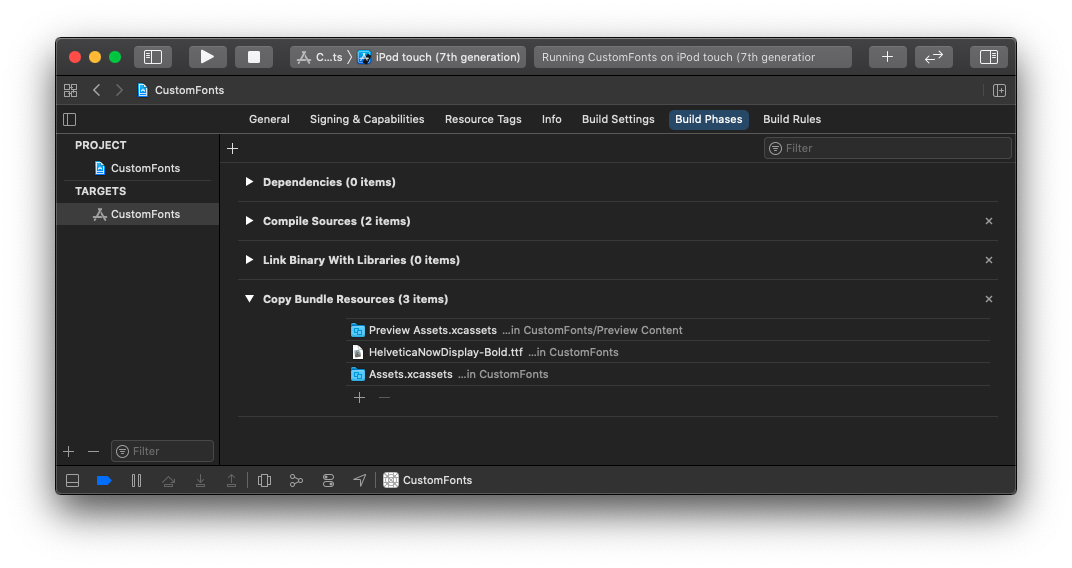 C...ts 〉 iPod touch (7th generation)
Running CustomFonts on iPod touch (7th generatior
CustomFonts
General Signing & Capabilities Resource Tags Info Build Settings Build Phases Build Rules
PROJECT
CustomFonts
TARGETS
CustomFonts
Filter
Dependencies (0 items)
Compile Sources (2 items)
Link Binary With Libraries (0 items)
Copy Bundle Resources (3 items)
Preview Assets.xcassets ...in CustomFonts/Preview Content
HelveticaNowDisplay-Bold.ttf ...in CustomFonts
Assets.xcassets ...in CustomFonts
Filter
CustomFonts